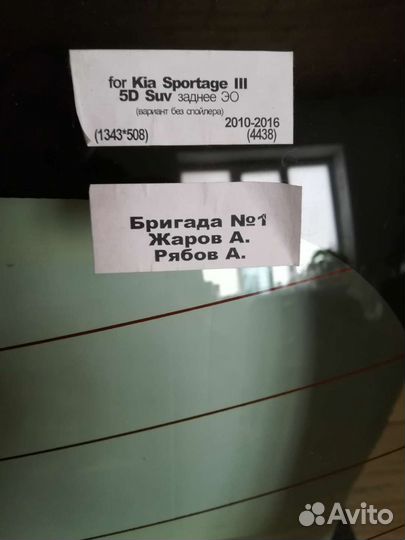 for Kia Sportage III
5D Suv заднее ЭО
(вариант без спойлера)
2010-2016
(1343*508) (4438)
Бригада №1
Жаров А.
Рябов А.
Avito